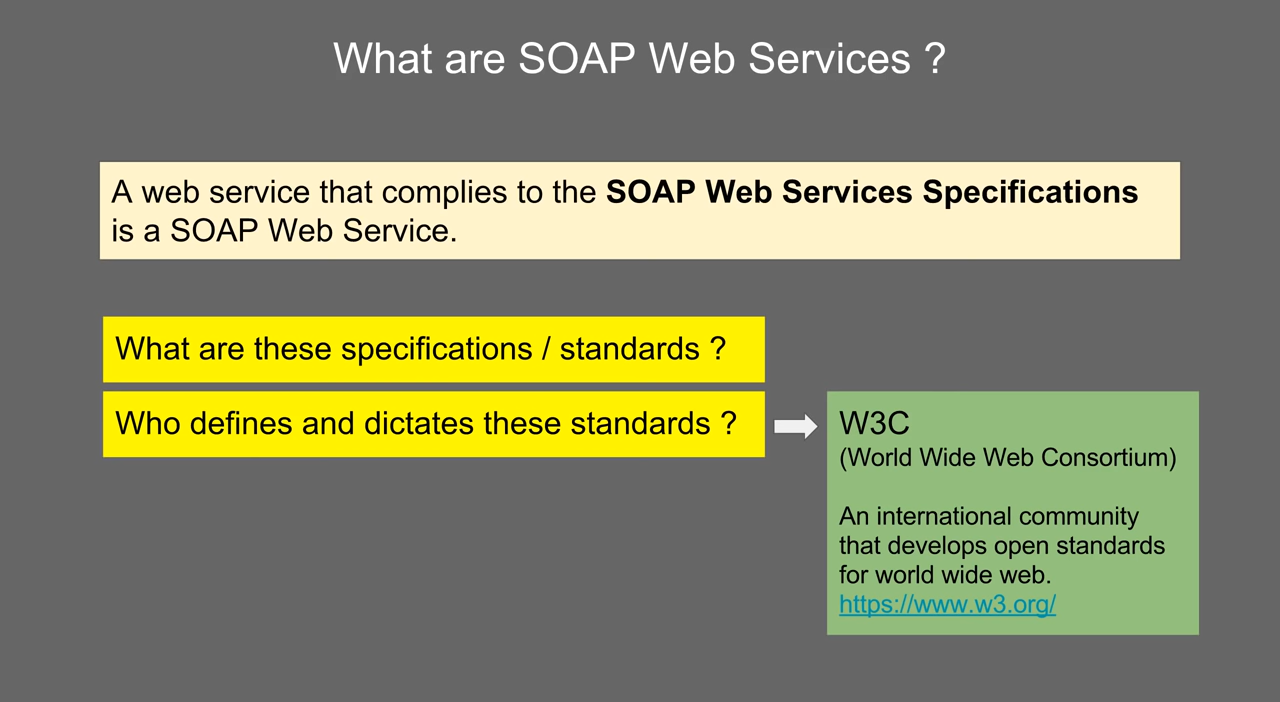 What are SOAP Web Services ?
A web service that complies to the SOAP Web Services Specifications
is a SOAP Web Service.
What are these specifications / standards ?
Who defines and dictates these standards ?
W3C
(World Wide Web Consortium)
An international community
that develops open standards
for world wide web.
https://www.w3.org/